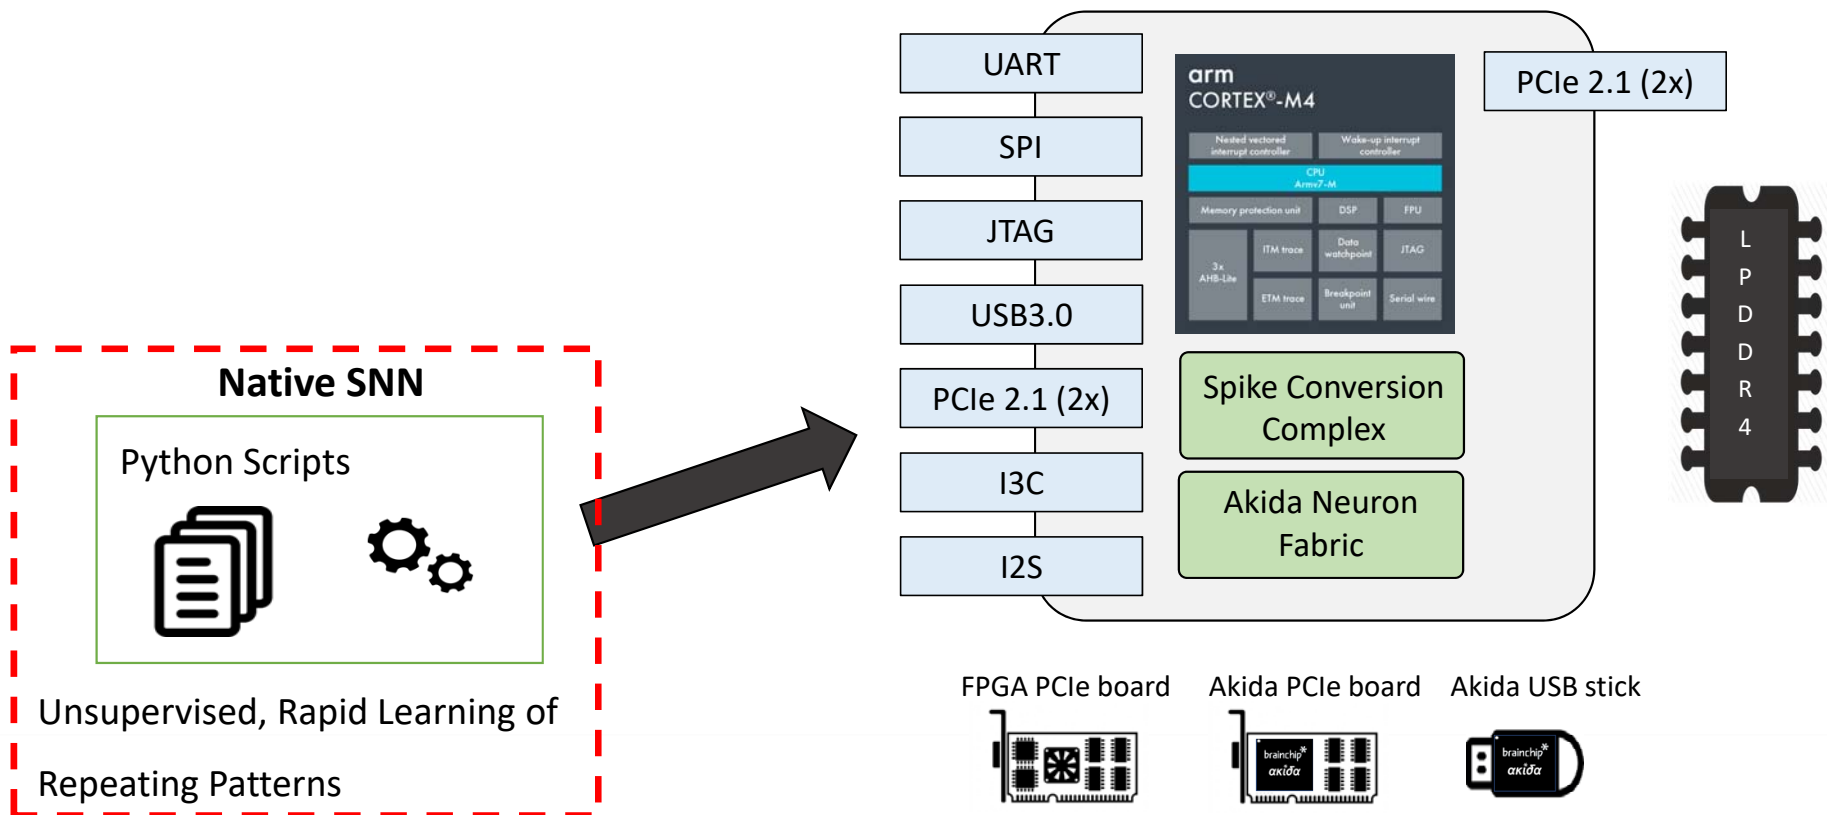 UART
SPI
JTAG
USB3.0
PCIe 2.1 (2x)
I3C
I2S
arm
CORTEX®-M4
Nested vectored
interrupt controller
Wake-up interrupt
controller
CPU
Armv7-M
Memory protection unit
DSP
FPU
3x
AHB-Lite
ITM trace
Data
watchpoint
JTAG
ETM trace
Breakpoint
unit
Serial wire
Spike Conversion
Complex
Akida Neuron
Fabric
PCIe 2.1 (2x)
L
P
D
D
R
4
Native SNN
Python Scripts
Unsupervised, Rapid Learning of
Repeating Patterns
FPGA PCIe board
Akida PCIe board
Akida USB stick
brainchip*
akida
brainchip*
akida